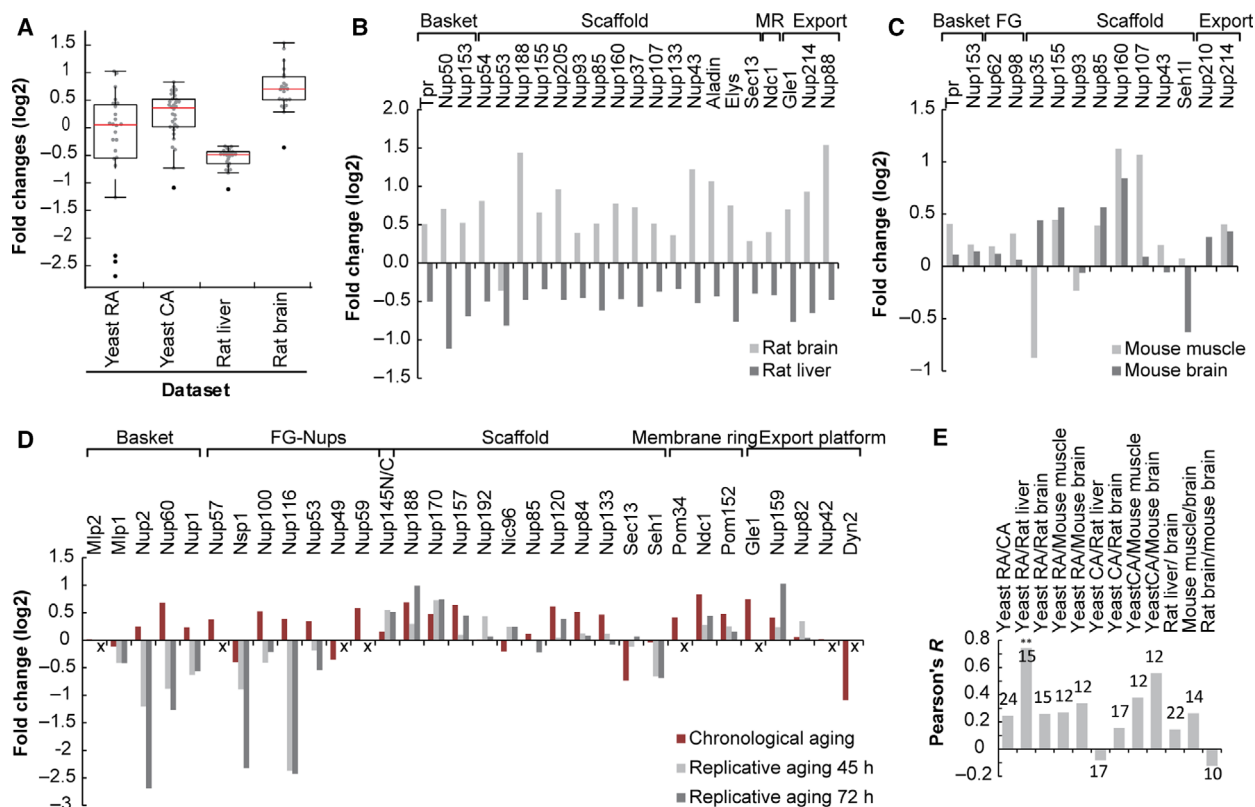 A
Fold changes (log2)
1.5
1
0.5
0
−0.5
−1
−1.5
−2
−2.5
Yeast RA
Yeast CA
Rat liver
Rat brain
Dataset
B
Basket
Scaffold
MR
Export
Tpr
Nup50
Nup153
Nup54
Nup53
Nup188
Nup155
Nup205
Nup93
Nup85
Nup160
Nup37
Nup107
Nup133
Nup43
Aladin
Elys
Sec13
Ndc1
Gle1
Nup214
Nup88
Fold change (log2)
2.0
1.5
1.0
0.5
0.0
−0.5
−1.0
−1.5
Rat brain
Rat liver
C
Basket FG
Scaffold
Export
Tpr
Nup153
Nup62
Nup98
Nup35
Nup155
Nup93
Nup85
Nup160
Nup107
Nup43
Seh1l
Nup210
Nup214
Fold change (log2)
1.5
1
0.5
0
−0.5
−1
Mouse muscle
Mouse brain
D
Basket
FG-Nups
Nup145N/C
Scaffold
Membrane ring
Export platform
Mlp2
Mlp1
Nup2
Nup60
Nup1
Nup57
Nsp1
Nup100
Nup116
Nup53
Nup49
Nup59
Nup188
Nup170
Nup157
Nup192
Nic96
Nup85
Nup120
Nup84
Nup133
Sec13
Seh1
Pom34
Ndc1
Pom152
Gle1
Nup159
Nup82
Nup42
Dyn2
Fold change (log2)
1.5
1
0.5
0
−0.5
−1
−1.5
−2
−2.5
−3
x x x x x x x x
Chronological aging
Replicative aging 45 h
Replicative aging 72 h
E
Yeast RA/CA
Yeast RA/Rat liver
Yeast RA/Rat brain
Yeast RA/Mouse muscle
Yeast RA/Mouse brain
Yeast CA/Rat liver
Yeast CA/Rat brain
YeastCA/Mouse muscle
YeastCA/Mouse brain
Rat liver/ brain
Mouse muscle/brain
Rat brain/mouse brain
Pearson's R
0.8
0.6
0.4
0.2
0
−0.2
24
**
15
15
12
12
17
17
12
12
22
14
10